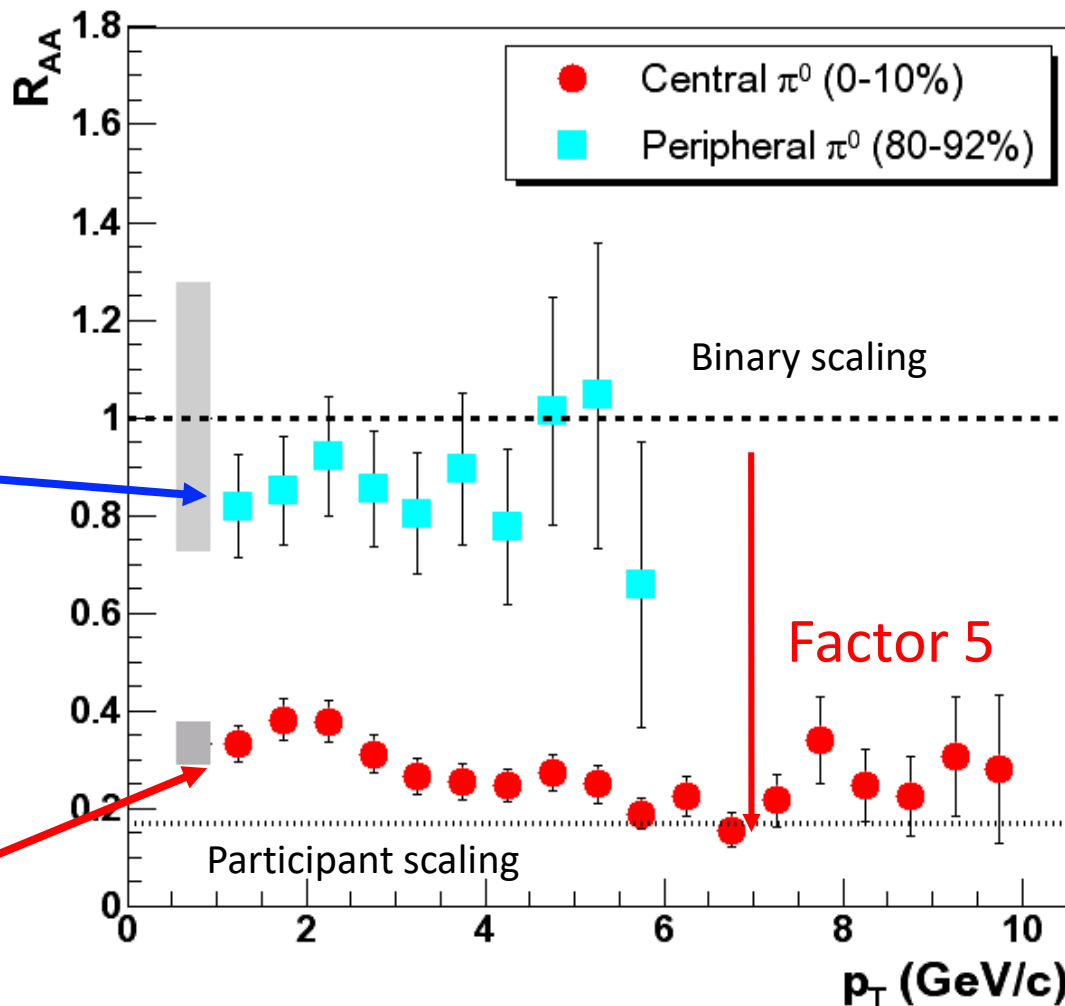 R_AA
1.8
1.6
1.4
1.2
1
0.8
0.6
0.4
0.2
0
Central π⁰ (0-10%)
Peripheral π⁰ (80-92%)
Binary scaling
Factor 5
Participant scaling
0 2 4 6 8 10
p_T (GeV/c)